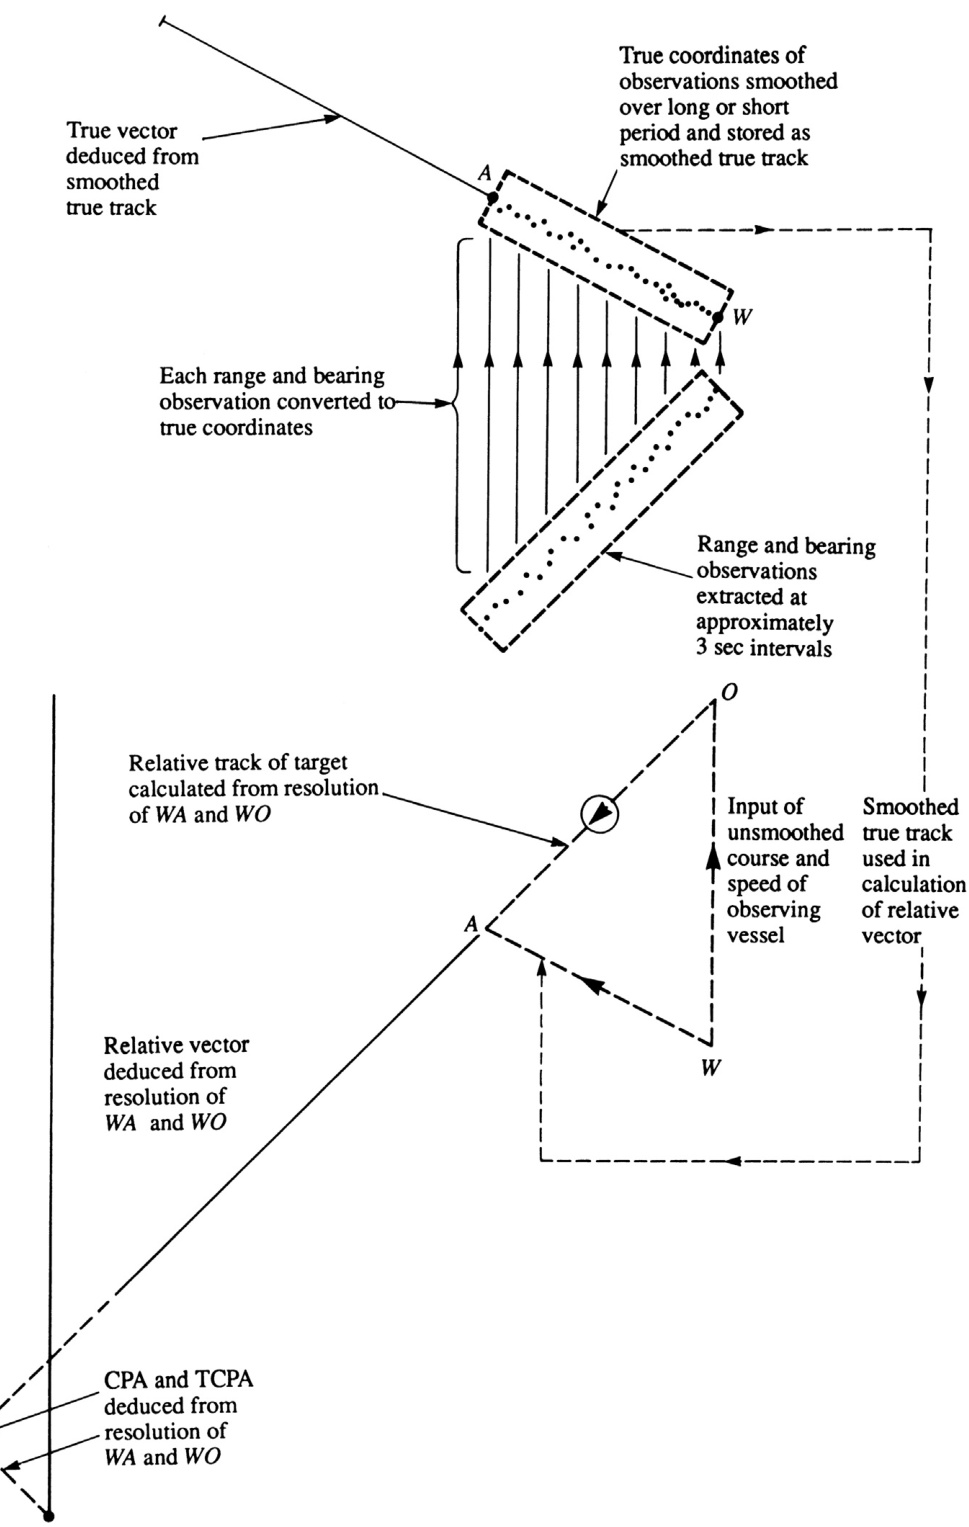 True coordinates of
observations smoothed
over long or short
period and stored as
smoothed true track
True vector
deduced from
smoothed
true track
A
W
Each range and bearing
observation converted to
true coordinates
Range and bearing
observations
extracted at
approximately
3 sec intervals
O
Relative track of target
calculated from resolution
of WA and WO
Input of
unsmoothed
course and
speed of
observing
vessel
Smoothed
true track
used in
calculation
of relative
vector
A
W
Relative vector
deduced from
resolution of
WA and WO
CPA and TCPA
deduced from
resolution of
WA and WO